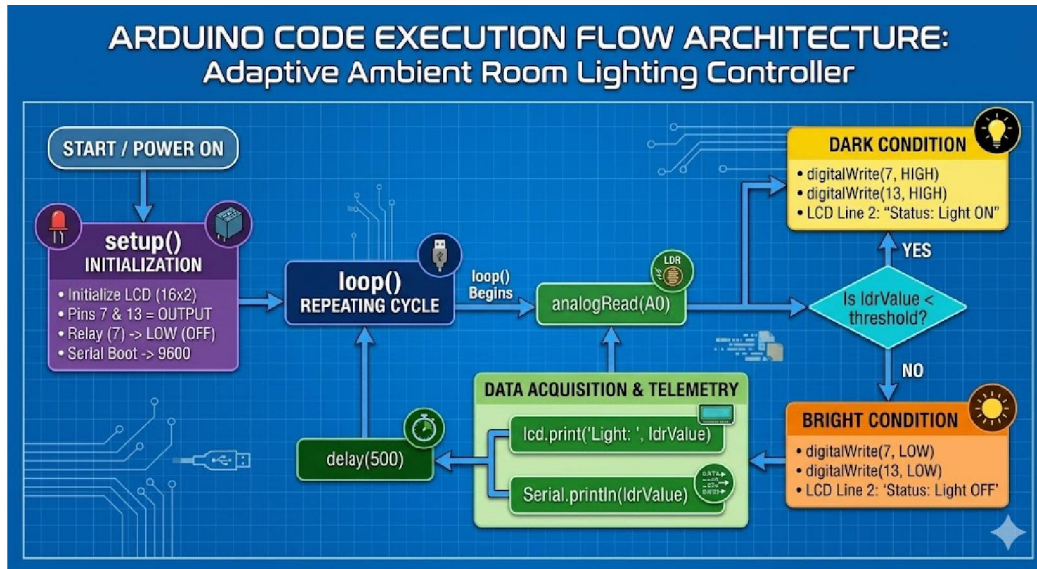 ARDUINO CODE EXECUTION FLOW ARCHITECTURE:
Adaptive Ambient Room Lighting Controller
START / POWER ON
setup()
INITIALIZATION
• Initialize LCD (16x2)
• Pins 7 & 13 = OUTPUT
• Relay (7) -> LOW (OFF)
• Serial Boot -> 9600
loop()
REPEATING CYCLE
loop()
Begins
LDR
analogRead(A0)
DARK CONDITION
• digitalWrite(7, HIGH)
• digitalWrite(13, HIGH)
• LCD Line 2: “Status: Light ON”
YES
Is ldrValue <
threshold?
NO
BRIGHT CONDITION
• digitalWrite(7, LOW)
• digitalWrite(13, LOW)
• LCD Line 2: ‘Status: Light OFF’
DATA ACQUISITION & TELEMETRY
lcd.print('Light: ', ldrValue)
Serial.println(ldrValue)
delay(500)